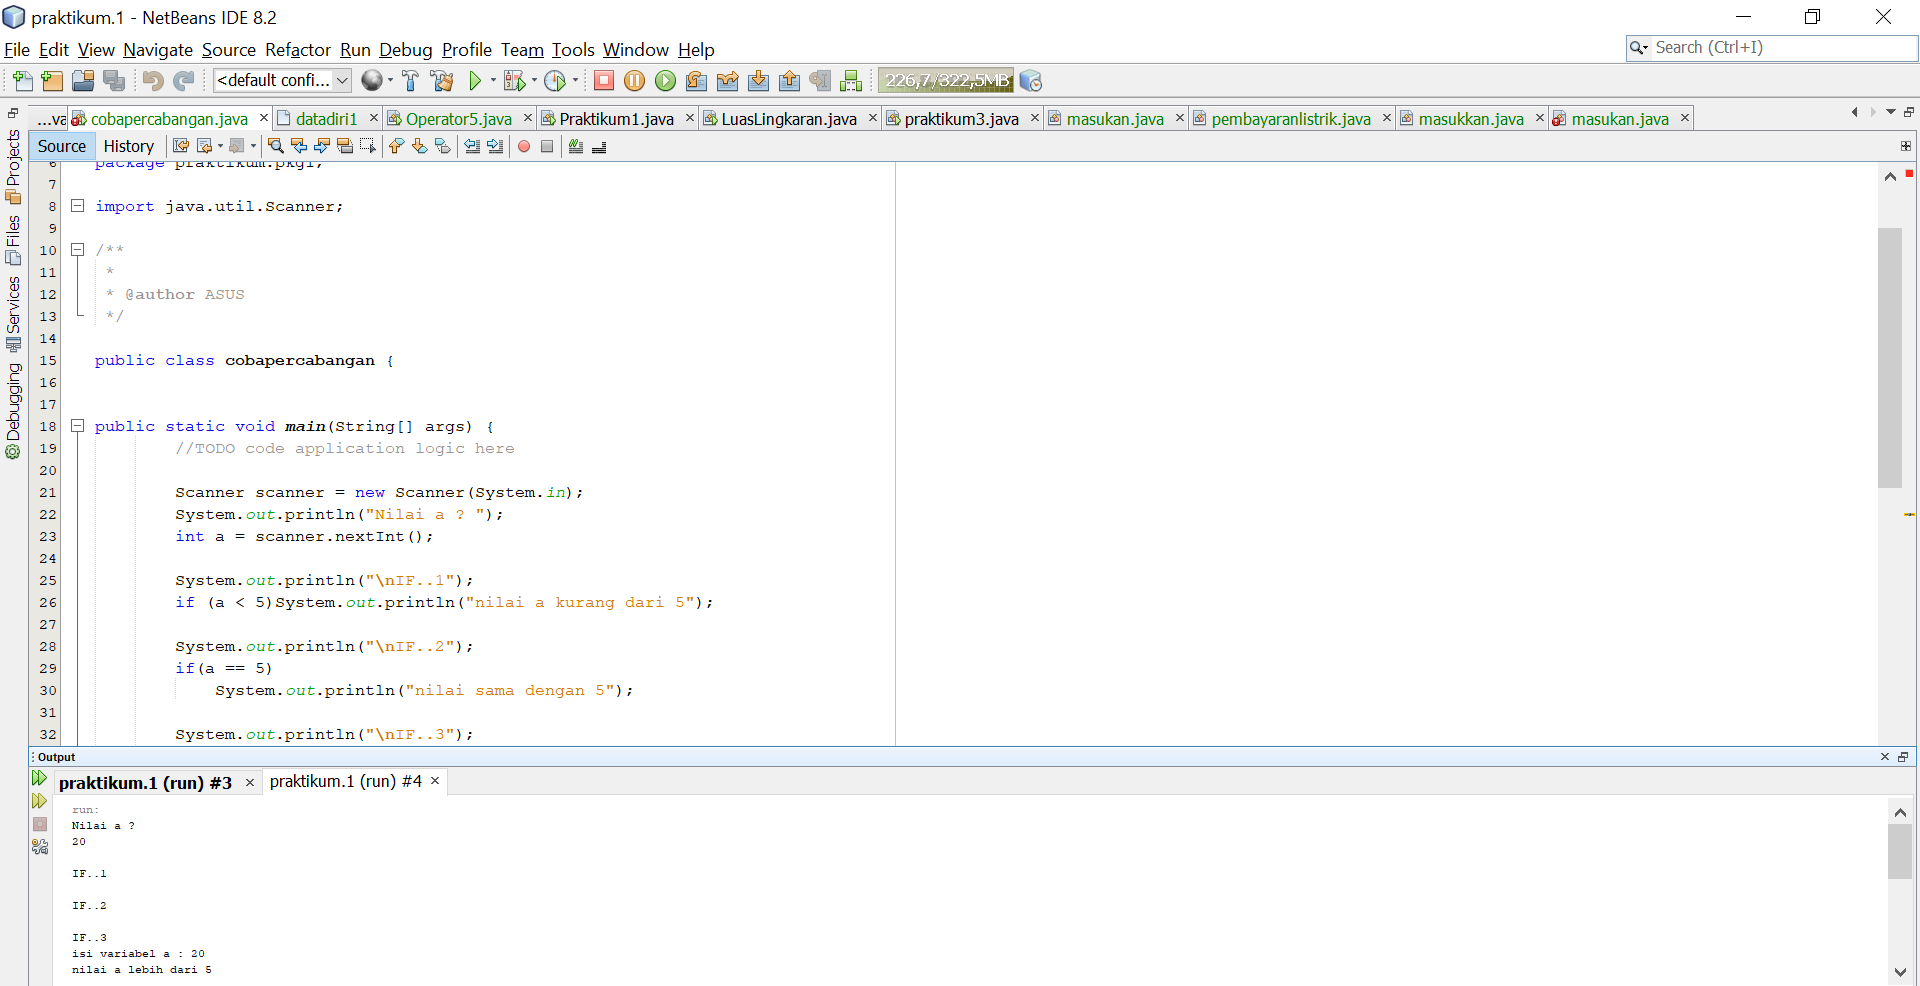 praktikum.1 - NetBeans IDE 8.2
File Edit View Navigate Source Refactor Run Debug Profile Team Tools Window Help
Search (Ctrl+I)
<default confi...
226,7/322,5MB
...va cobapercabangan.java datadiri1 Operator5.java Praktikum1.java LuasLingkaran.java praktikum3.java masukan.java pembayaranlistrik.java masukkan.java masukan.java
Source History
Projects
Files
Services
Debugging
6 package praktikum.pkg1;
7
8 import java.util.Scanner;
9
10 /**
11 *
12 * @author ASUS
13 */
14
15 public class cobapercabangan {
16
17
18 public static void main(String[] args) {
19 //TODO code application logic here
20
21 Scanner scanner = new Scanner(System.in);
22 System.out.println("Nilai a ? ");
23 int a = scanner.nextInt();
24
25 System.out.println("\nIF..1");
26 if (a < 5)System.out.println("nilai a kurang dari 5");
27
28 System.out.println("\nIF..2");
29 if(a == 5)
30 System.out.println("nilai sama dengan 5");
31
32 System.out.println("\nIF..3");
Output
praktikum.1 (run) #3 praktikum.1 (run) #4
run:
Nilai a ?
20
IF..1
IF..2
IF..3
isi variabel a : 20
nilai a lebih dari 5